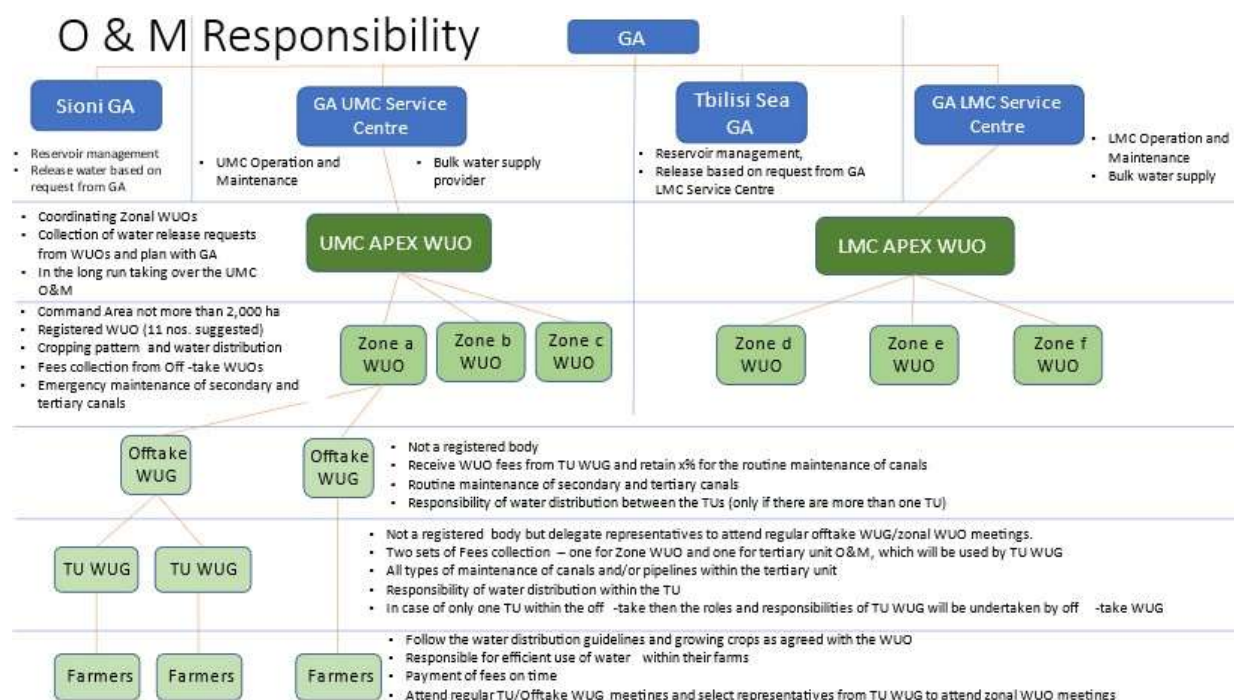 O & M Responsibility
GA
Sioni GA
GA UMC Service
Centre
Tbilisi Sea
GA
GA LMC Service
Centre
• Reservoir management
• Release water based on
request from GA
• UMC Operation and
Maintenance
• Bulk water supply
provider
• Reservoir management,
• Release based on request from GA
LMC Service Centre
• LMC Operation and
Maintenance
• Bulk water supply
• Coordinating Zonal WUOs
• Collection of water release requests
from WUOs and plan with GA
• In the long run taking over the UMC
O&M
UMC APEX WUO
LMC APEX WUO
• Command Area not more than 2,000 ha
• Registered WUO (11 nos. suggested)
• Cropping pattern and water distribution
• Fees collection from Off -take WUOs
• Emergency maintenance of secondary and
tertiary canals
Zone a
WUO
Zone b
WUO
Zone c
WUO
Zone d
WUO
Zone e
WUO
Zone f
WUO
Offtake
WUG
Offtake
WUG
• Not a registered body
• Receive WUO fees from TU WUG and retain x% for the routine maintenance of canals
• Routine maintenance of secondary and tertiary canals
• Responsibility of water distribution between the TUs (only if there are more than one TU)
TU WUG
TU WUG
• Not a registered body but delegate representatives to attend regular offtake WUG/zonal WUO meetings.
• Two sets of Fees collection – one for Zone WUO and one for tertiary unit O&M, which will be used by TU WUG
• All types of maintenance of canals and/or pipelines within the tertiary unit
• Responsibility of water distribution within the TU
• In case of only one TU within the off -take then the roles and responsibilities of TU WUG will be undertaken by off -take WUG
Farmers
Farmers
Farmers
• Follow the water distribution guidelines and growing crops as agreed with the WUO
• Responsible for efficient use of water within their farms
• Payment of fees on time
• Attend regular TU/Offtake WUG meetings and select representatives from TU WUG to attend zonal WUO meetings